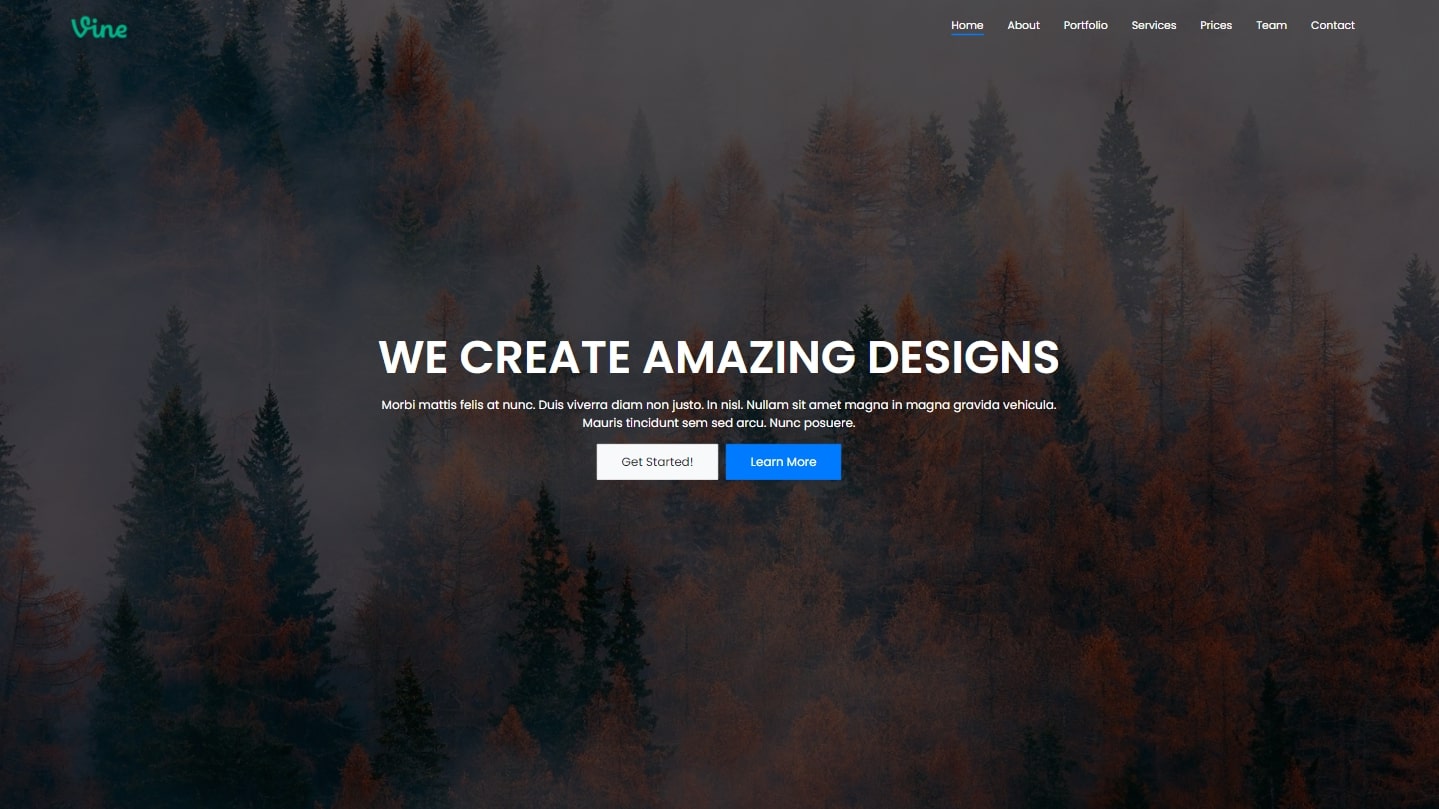 Vine
Home About Portfolio Services Prices Team Contact
WE CREATE AMAZING DESIGNS
Morbi mattis felis at nunc. Duis viverra diam non justo. In nisl. Nullam sit amet magna in magna gravida vehicula.
Mauris tincidunt sem sed arcu. Nunc posuere.
Get Started! Learn More